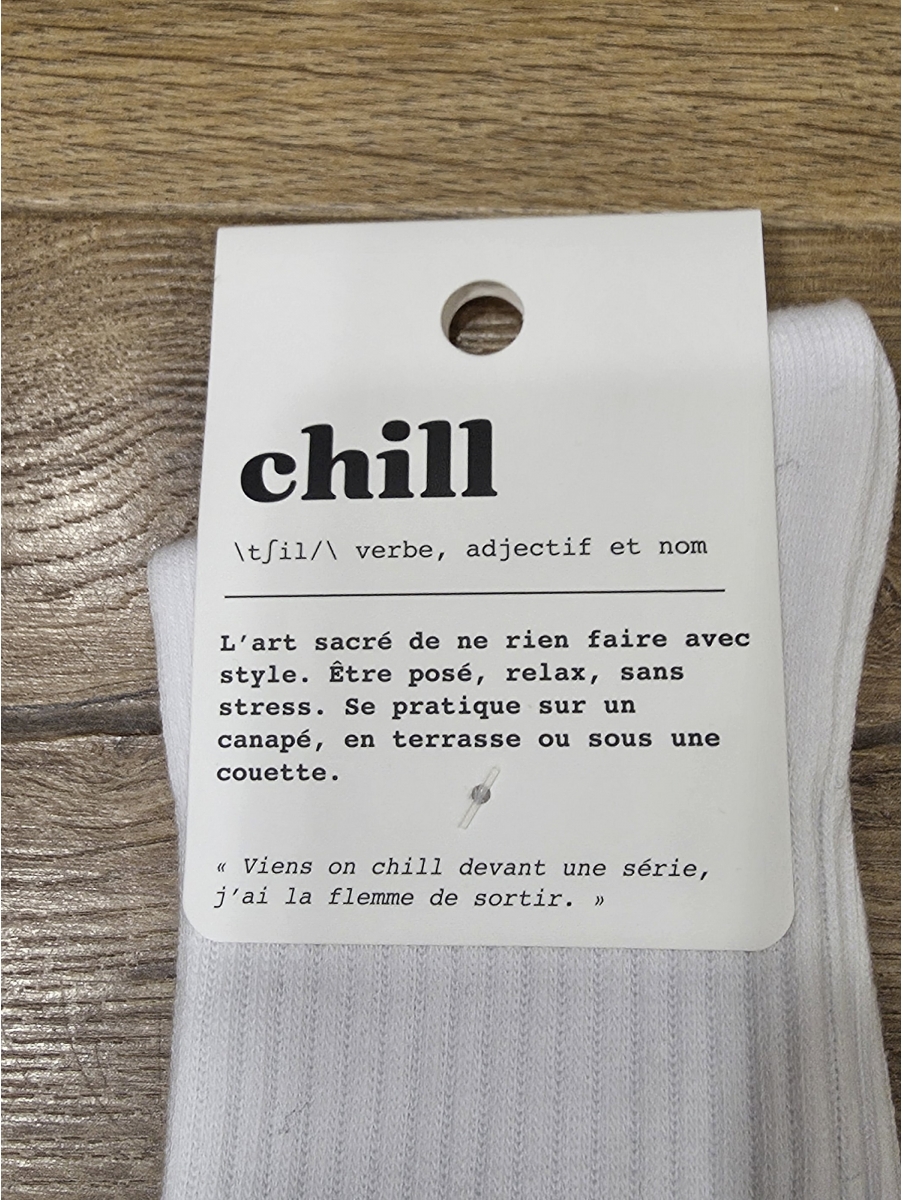 chill
\tʃil/\ verbe, adjectif et nom
L'art sacré de ne rien faire avec
style. Être posé, relax, sans
stress. Se pratique sur un
canapé, en terrasse ou sous une
couette.
« Viens on chill devant une série,
j'ai la flemme de sortir. »